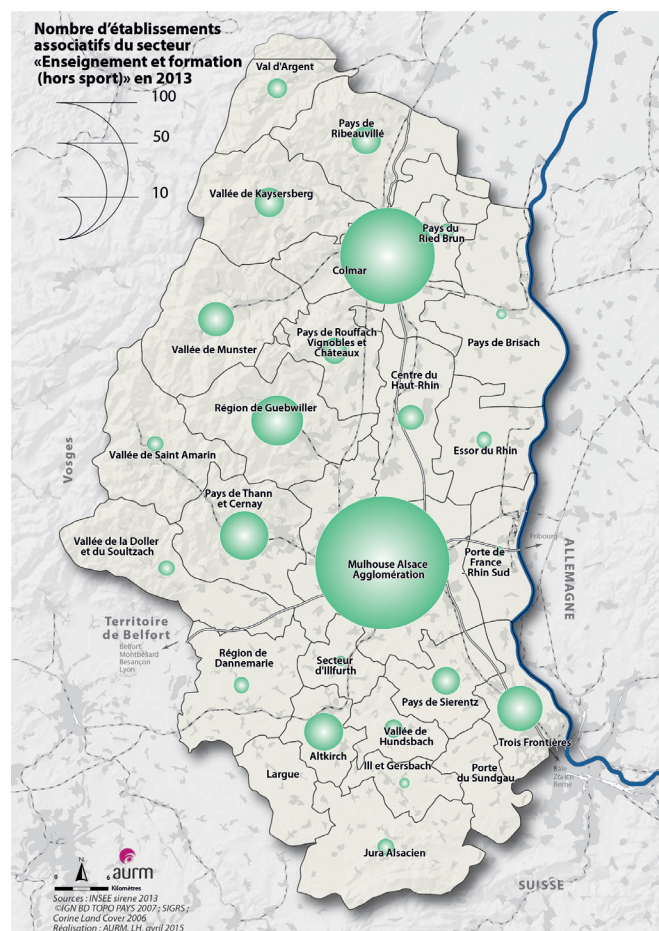 Nombre d'établissements
associatifs du secteur
«Enseignement et formation
(hors sport)» en 2013
100
50
10
Val d'Argent
Pays de
Ribeauvillé
Vallée de Kaysersberg
Pays du
Ried Brun
Colmar
Pays de Rouffach
Vignobles et
Châteaux
Vallée de Munster
Pays de Brisach
Centre du
Haut-Rhin
Région de Guebwiller
Vosges
Vallée de Saint Amarin
Essor du Rhin
Pays de Thann
et Cernay
Vallée de la Doller
et du Soultzach
Mulhouse Alsace
Agglomération
Porte de
France
Rhin Sud
Fribourg
ALLEMAGNE
Territoire
de Belfort
Belfort
Montbéliard
Besançon
Lyon
Région de
Dannemarie
Secteur
d'Illfurth
Pays de Sierentz
Vallée de
Hundsbach
Trois Frontières
Altkirch
Ill et Gersbach
Largue
Porte
du Sundgau
Bâle
Zürich
Berne
Jura Alsacien
SUISSE
N
0 6
Kilomètres
aurm
Sources : INSEE sirene 2013
©IGN BD TOPO PAYS 2007 ; SIGRS ;
Corine Land Cover 2006
Réalisation : AURM, LH, avril 2015